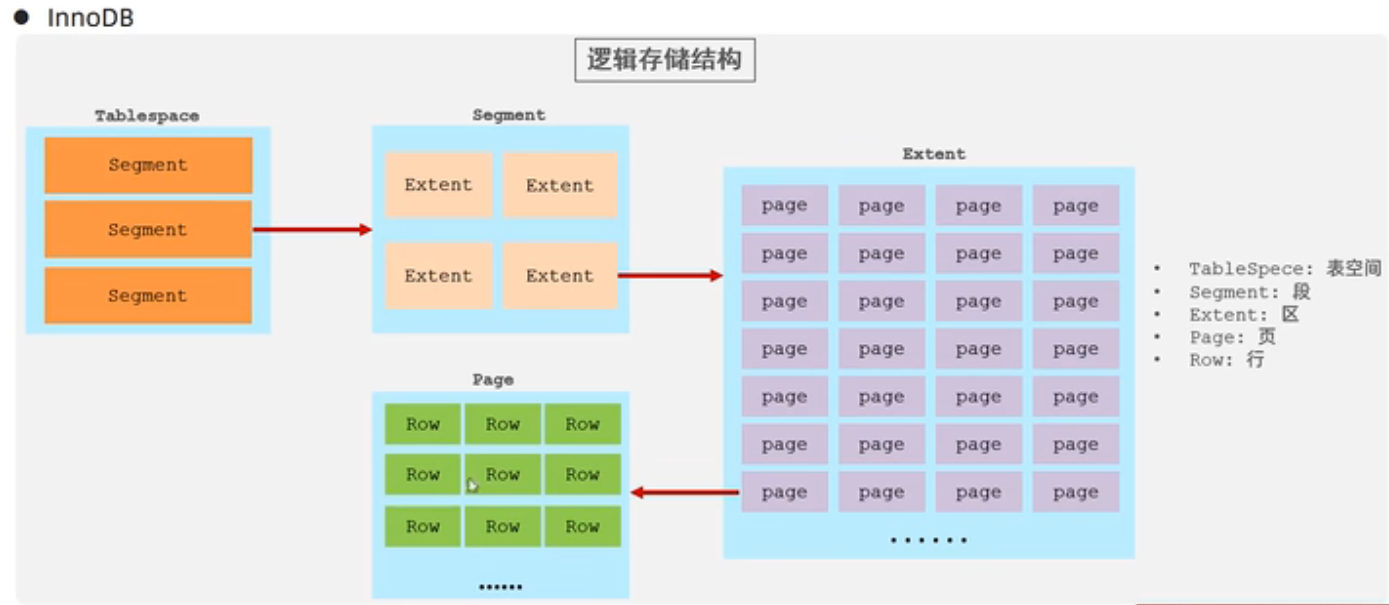 ● InnoDB
逻辑存储结构
Tablespace
Segment
Segment
Segment
Segment
Extent Extent
Extent Extent
Extent
page page page page
page page page page
page page page page
page page page page
page page page page
page page page page
page page page page
......
Page
Row Row Row
Row Row Row
Row Row Row
......
• TableSpece: 表空间
• Segment: 段
• Extent: 区
• Page: 页
• Row: 行